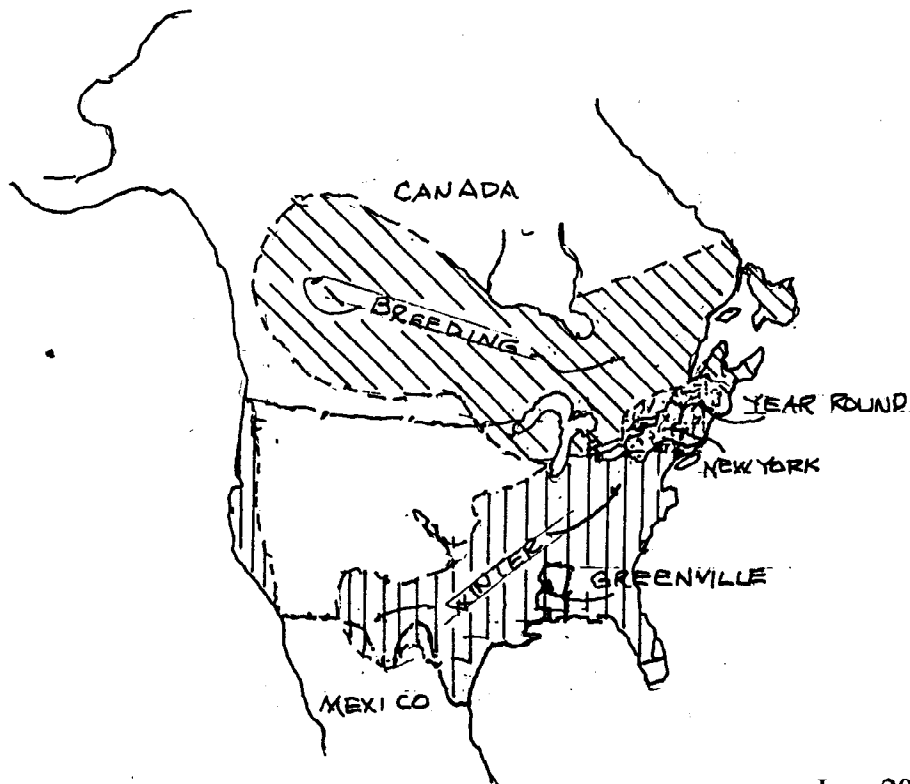 CANADA
BREEDING
YEAR ROUND
NEW YORK
WINTER
GREENVILLE
MEXICO